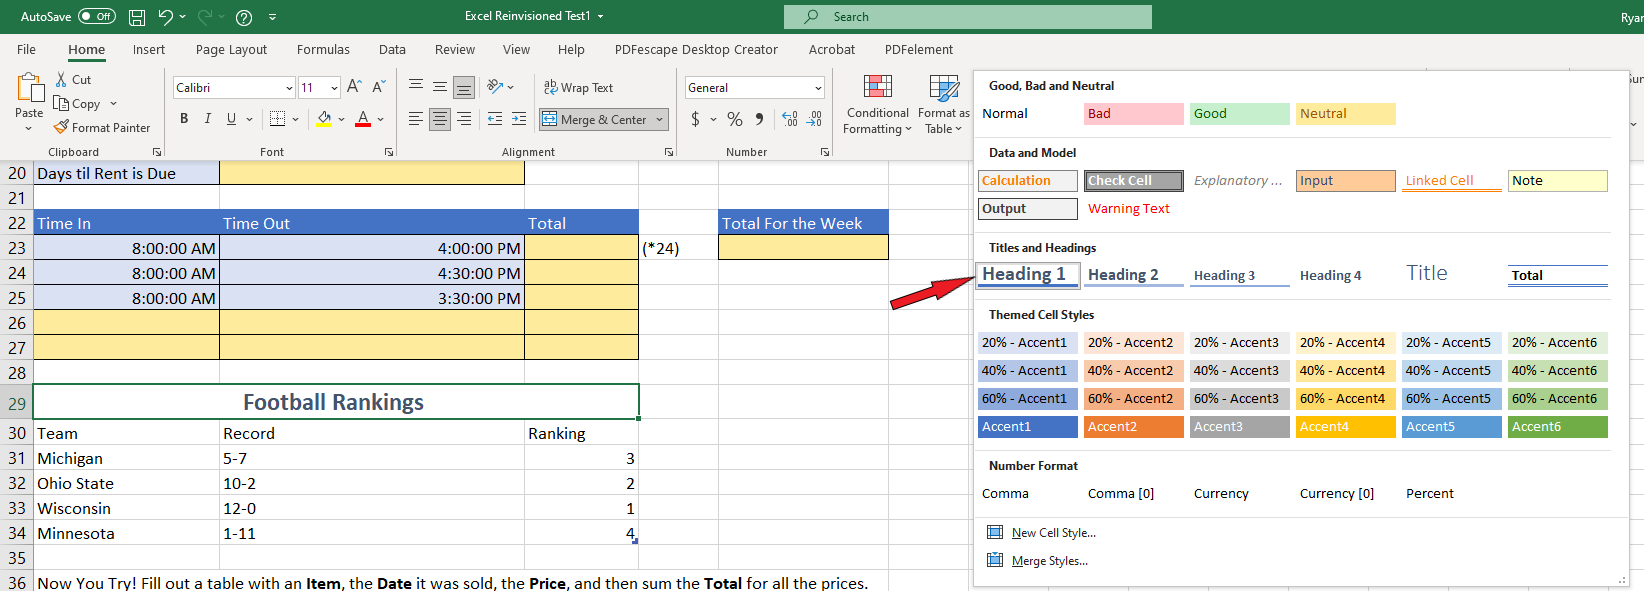 AutoSave Off Excel Reinvisioned Test1 Search Ryan
File Home Insert Page Layout Formulas Data Review View Help PDFescape Desktop Creator Acrobat PDFelement
Paste
Cut
Copy
Format Painter
Clipboard
Calibri 11
B I U A
Font
ab Wrap Text
Merge & Center
Alignment
General
$ % 9
Number
Conditional Formatting
Format as Table
Good, Bad and Neutral
Normal Bad Good Neutral
Data and Model
Calculation Check Cell Explanatory ... Input Linked Cell Note
Output Warning Text
Titles and Headings
Heading 1 Heading 2 Heading 3 Heading 4 Title Total
Themed Cell Styles
20% - Accent1 20% - Accent2 20% - Accent3 20% - Accent4 20% - Accent5 20% - Accent6
40% - Accent1 40% - Accent2 40% - Accent3 40% - Accent4 40% - Accent5 40% - Accent6
60% - Accent1 60% - Accent2 60% - Accent3 60% - Accent4 60% - Accent5 60% - Accent6
Accent1 Accent2 Accent3 Accent4 Accent5 Accent6
Number Format
Comma Comma [0] Currency Currency [0] Percent
New Cell Style...
Merge Styles...
20 Days til Rent is Due
21
22 Time In Time Out Total Total For the Week
23 8:00:00 AM 4:00:00 PM (*24)
24 8:00:00 AM 4:30:00 PM
25 8:00:00 AM 3:30:00 PM
26
27
28
29 Football Rankings
30 Team Record Ranking
31 Michigan 5-7 3
32 Ohio State 10-2 2
33 Wisconsin 12-0 1
34 Minnesota 1-11 4
35
36 Now You Try! Fill out a table with an Item, the Date it was sold, the Price, and then sum the Total for all the prices.